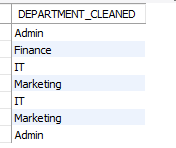 DEPARTMENT_CLEANED
Admin
Finance
IT
Marketing
IT
Marketing
Admin